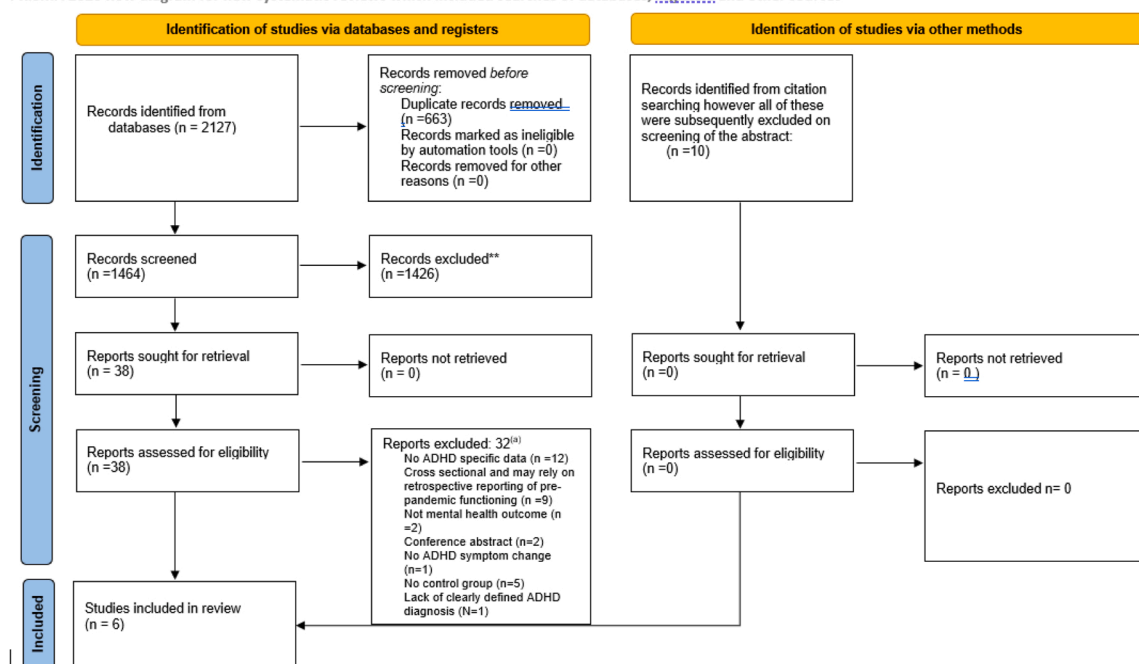 Identification of studies via databases and registers
Identification of studies via other methods
Identification
Records identified from
databases (n = 2127)
Records removed before
screening:
Duplicate records removed
(n =663)
Records marked as ineligible
by automation tools (n =0)
Records removed for other
reasons (n =0)
Records identified from citation
searching however all of these
were subsequently excluded on
screening of the abstract:
(n =10)
Screening
Records screened
(n =1464)
Records excluded**
(n =1426)
Reports sought for retrieval
(n = 38)
Reports not retrieved
(n = 0)
Reports sought for retrieval
(n =0)
Reports not retrieved
(n = 0 )
Reports assessed for eligibility
(n =38)
Reports excluded: 32(a)
No ADHD specific data (n =12)
Cross sectional and may rely on
retrospective reporting of pre-
pandemic functioning (n =9)
Not mental health outcome (n
=2)
Conference abstract (n=2)
No ADHD symptom change
(n=1)
No control group (n=5)
Lack of clearly defined ADHD
diagnosis (N=1)
Reports assessed for eligibility
(n =0)
Reports excluded n= 0
Included
Studies included in review
(n = 6)